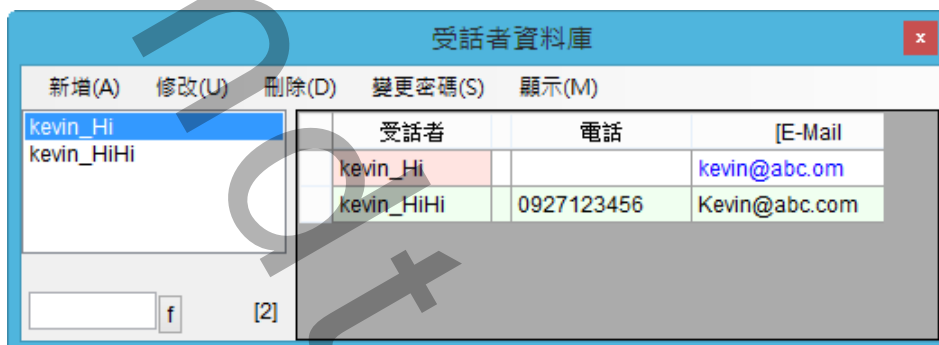 受話者資料庫 x
新增(A) 修改(U) 刪除(D) 變更密碼(S) 顯示(M)
kevin_Hi
kevin_HiHi
受話者 電話 [E-Mail
kevin_Hi kevin@abc.om
kevin_HiHi 0927123456 Kevin@abc.com
f [2]